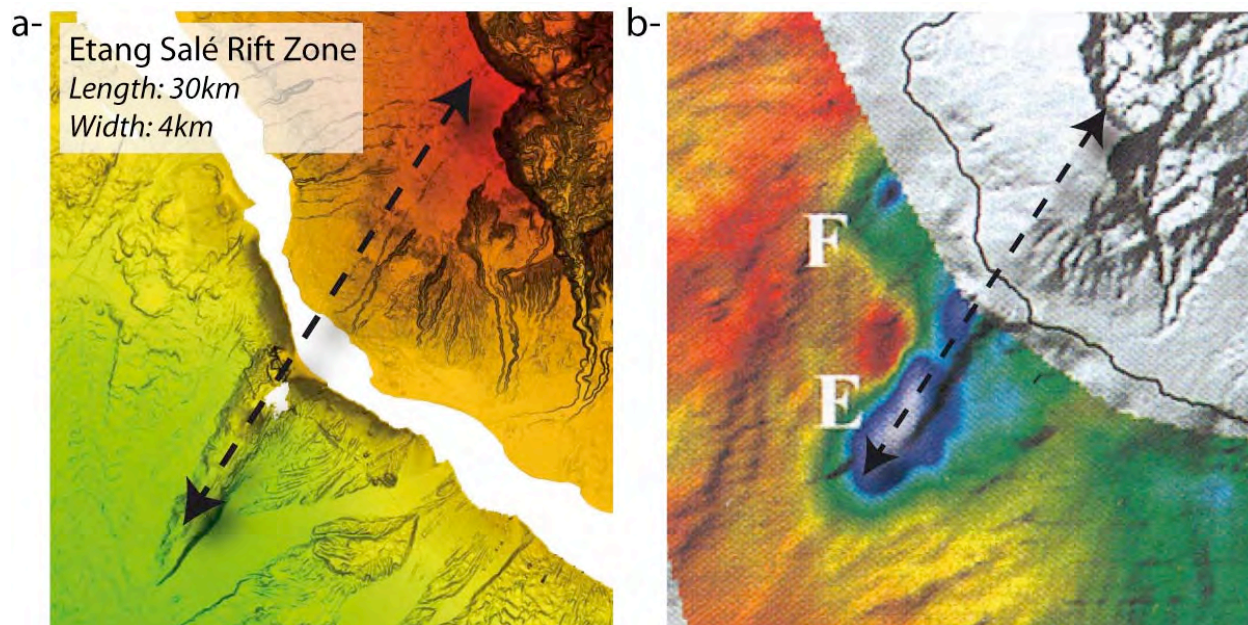 a-
Etang Salé Rift Zone
Length: 30km
Width: 4km
b-
F
E